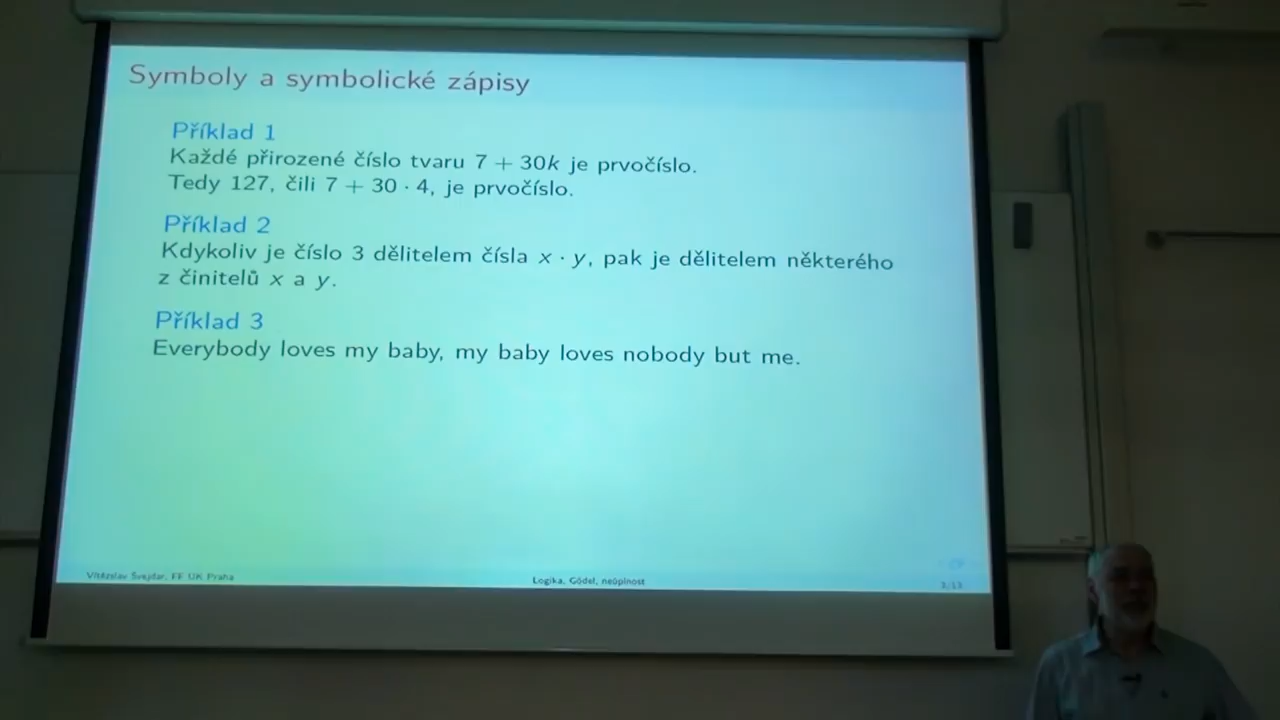 Symboly a symbolické zápisy
Příklad 1
Každé přirozené číslo tvaru 7 + 30k je prvočíslo.
Tedy 127, čili 7 + 30 · 4, je prvočíslo.
Příklad 2
Kdykoliv je číslo 3 dělitelem čísla x · y, pak je dělitelem některého
z činitelů x a y.
Příklad 3
Everybody loves my baby, my baby loves nobody but me.
Vítězslav Švejdar, FF UK Praha
Logika, Gödel, neúplnost